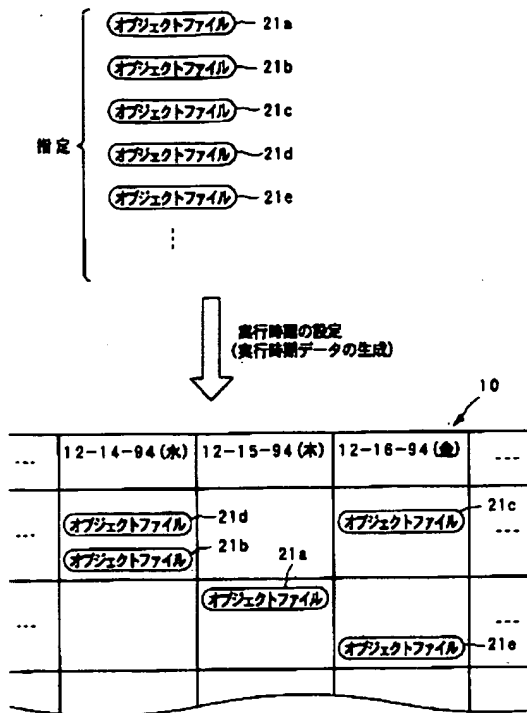 オブジェクトファイル 21a
オブジェクトファイル 21b
オブジェクトファイル 21c
指定
オブジェクトファイル 21d
オブジェクトファイル 21e
実行時期の設定
(実行時期データの生成)
10
... 12-14-94(水) 12-15-94(木) 12-16-94(金) ...
... オブジェクトファイル 21d オブジェクトファイル 21c ...
オブジェクトファイル 21b
21a
... オブジェクトファイル ...
オブジェクトファイル 21e